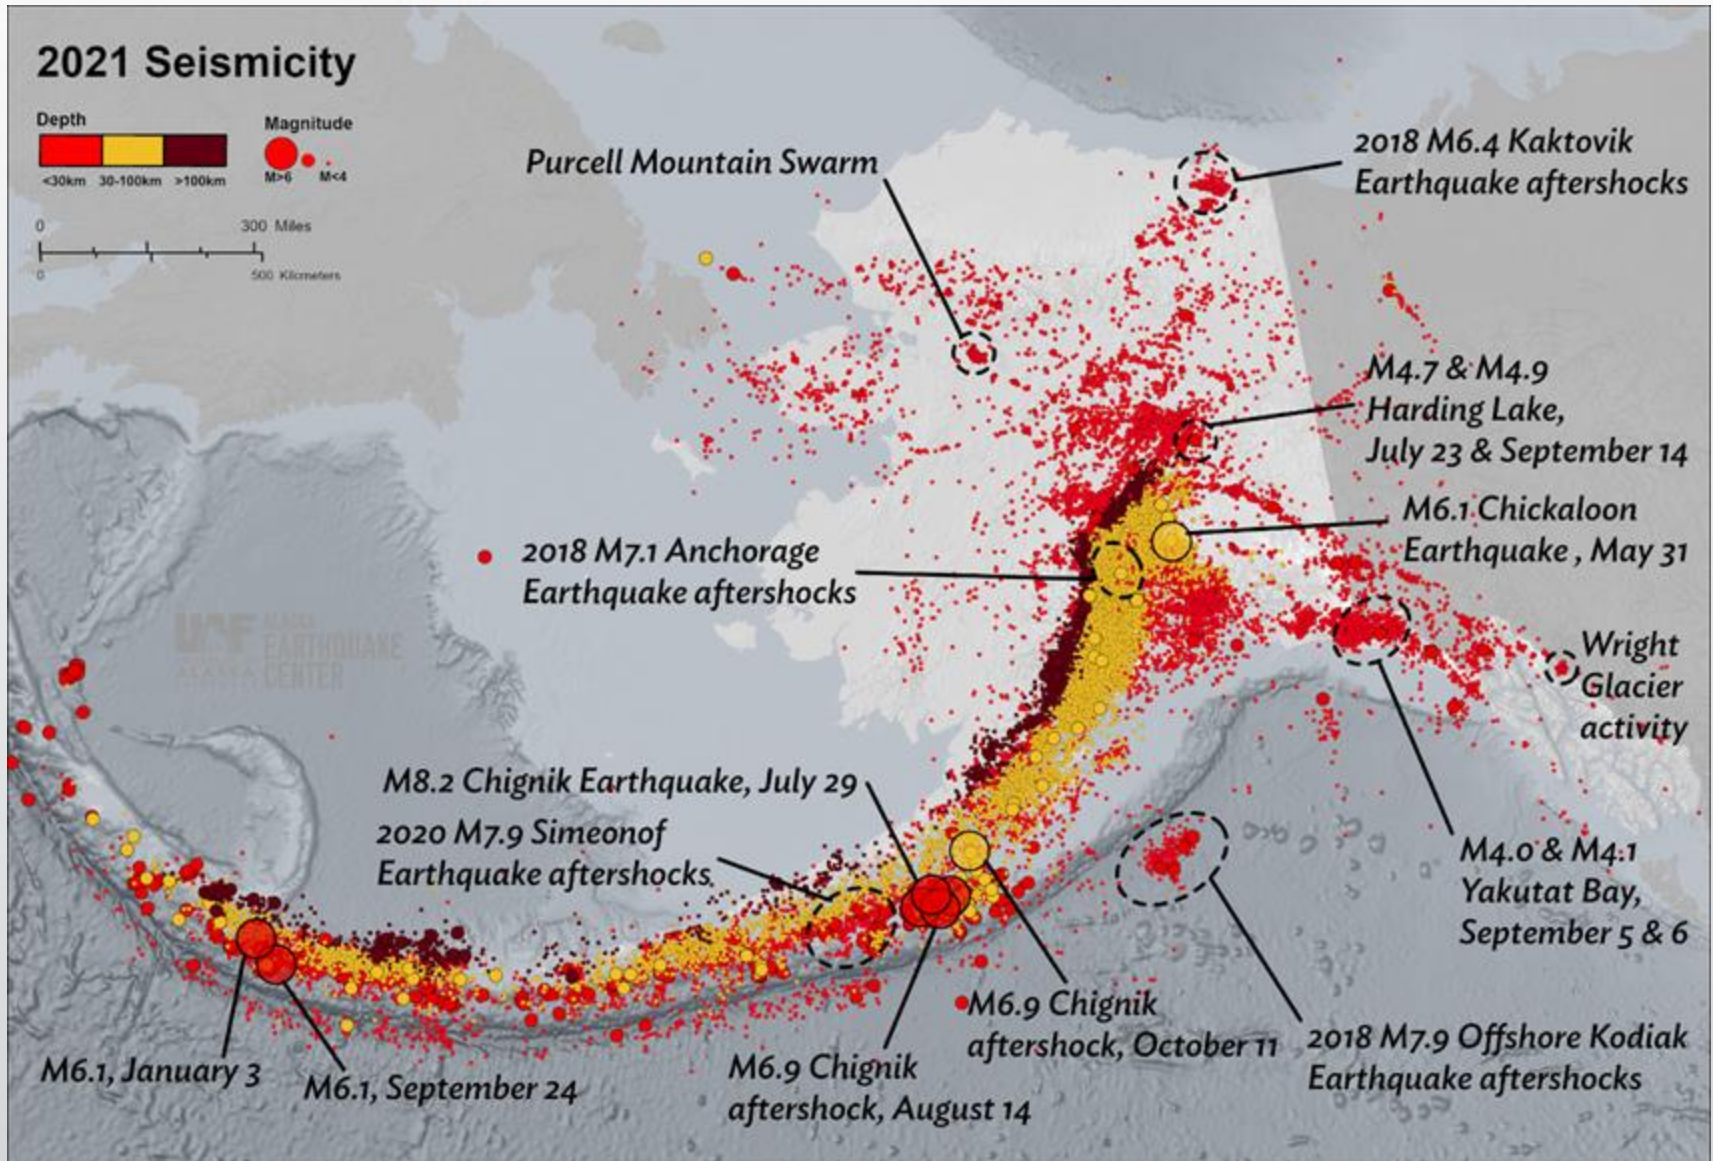 2021 Seismicity
Depth
<30km 30-100km >100km
Magnitude
M>6 M<4
0 300 Miles
0 500 Kilometers
Purcell Mountain Swarm
2018 M6.4 Kaktovik
Earthquake aftershocks
M4.7 & M4.9
Harding Lake,
July 23 & September 14
M6.1 Chickaloon
Earthquake , May 31
2018 M7.1 Anchorage
Earthquake aftershocks
UAF ALASKA
EARTHQUAKE
ALASKA CENTER
Wright
Glacier
activity
M8.2 Chignik Earthquake, July 29
2020 M7.9 Simeonof
Earthquake aftershocks
M4.0 & M4.1
Yakutat Bay,
September 5 & 6
M6.9 Chignik
aftershock, October 11
2018 M7.9 Offshore Kodiak
Earthquake aftershocks
M6.1, January 3
M6.1, September 24
M6.9 Chignik
aftershock, August 14